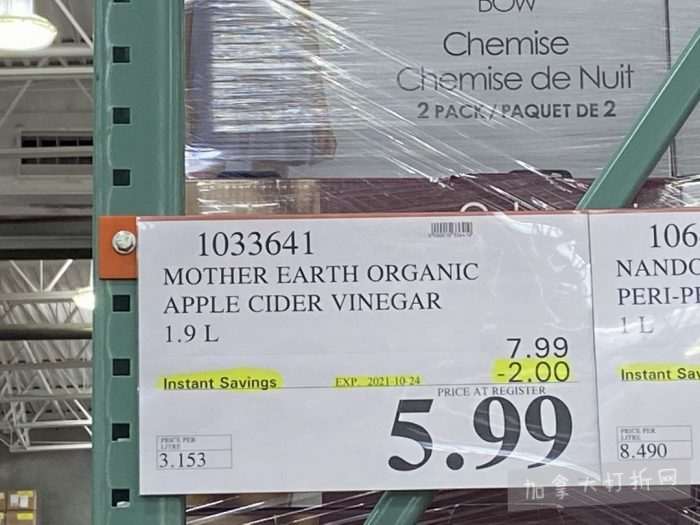 BOW
Chemise
Chemise de Nuit
2 PACK / PAQUET DE 2
1033641
MOTHER EARTH ORGANIC
APPLE CIDER VINEGAR
1.9 L
7.99
Instant Savings EXP. 2021-10-24 -2.00
PRICE AT REGISTER
5.99
PRICE PER
LITRE
3.153
106
NANDO
PERI-P
1 L
Instant Sav
PRICE PER
LITRE
8.490
加拿大打折网